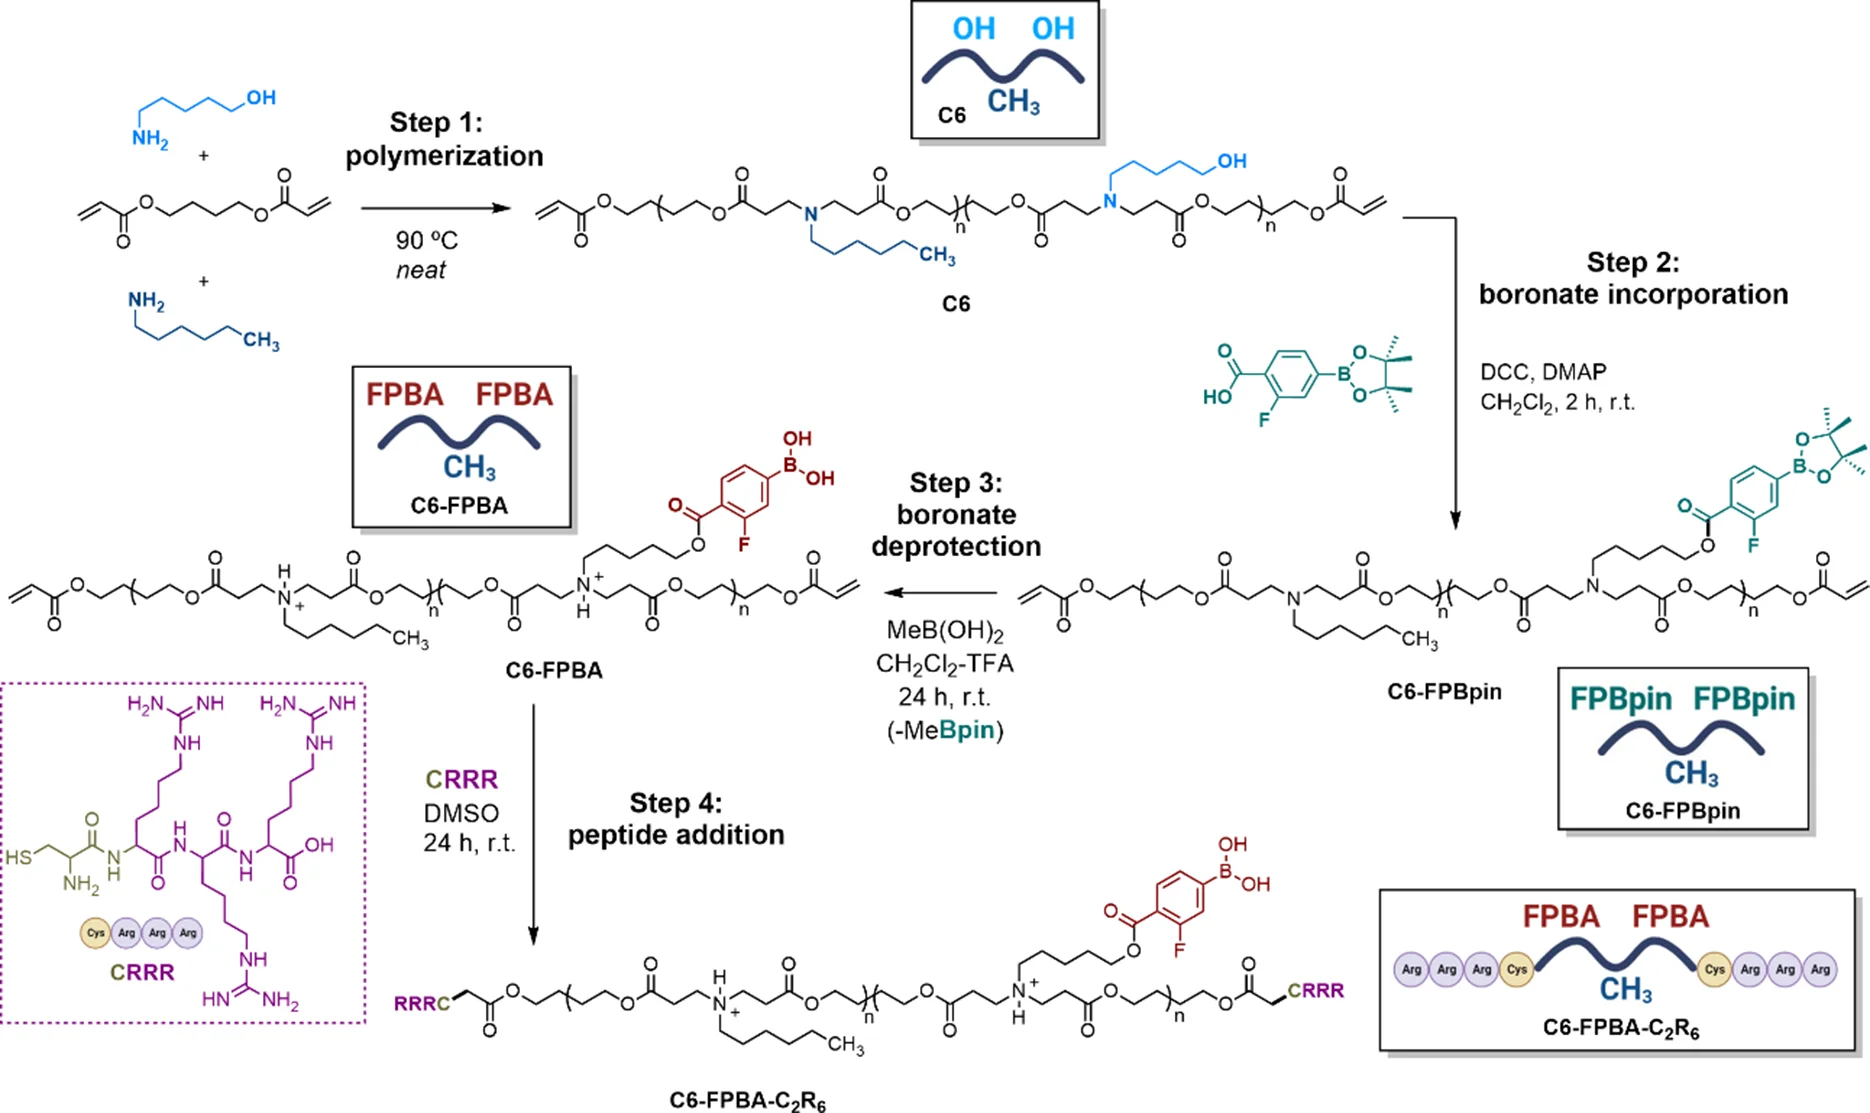 OH OH
CH3
C6
OH
NH2
+
O
O
O
O
+
NH2
CH3
Step 1:
polymerization
90 ºC
neat
O
O
O
O
N
CH3
O
O
n
O
O
N
OH
O
O
n
O
O
C6
Step 2:
boronate incorporation
DCC, DMAP
CH2Cl2, 2 h, r.t.
O
HO
F
B
O
O
O
O
F
B
O
O
O
O
O
O
N
CH3
O
O
n
O
O
N
O
O
n
O
O
C6-FPBpin
FPBpin FPBpin
CH3
C6-FPBpin
Step 3:
boronate
deprotection
MeB(OH)2
CH2Cl2-TFA
24 h, r.t.
(-MeBpin)
FPBA FPBA
CH3
C6-FPBA
OH
B
OH
O
O
F
O
O
O
O
H
N
+
CH3
O
O
n
O
O
N
+
H
O
O
n
O
O
C6-FPBA
H2N NH
NH
H2N NH
NH
HS
O
NH2
N
H
O
H
N
O
N
H
O
OH
NH
HN NH2
Cys Arg Arg Arg
CRRR
CRRR
DMSO
24 h, r.t.
Step 4:
peptide addition
OH
B
OH
O
O
F
RRRC
O
O
O
O
H
N
+
CH3
O
O
n
O
O
N
+
H
O
O
n
O
O
CRRR
C6-FPBA-C2R6
FPBA FPBA
Arg Arg Arg Cys Cys Arg Arg Arg
CH3
C6-FPBA-C2R6